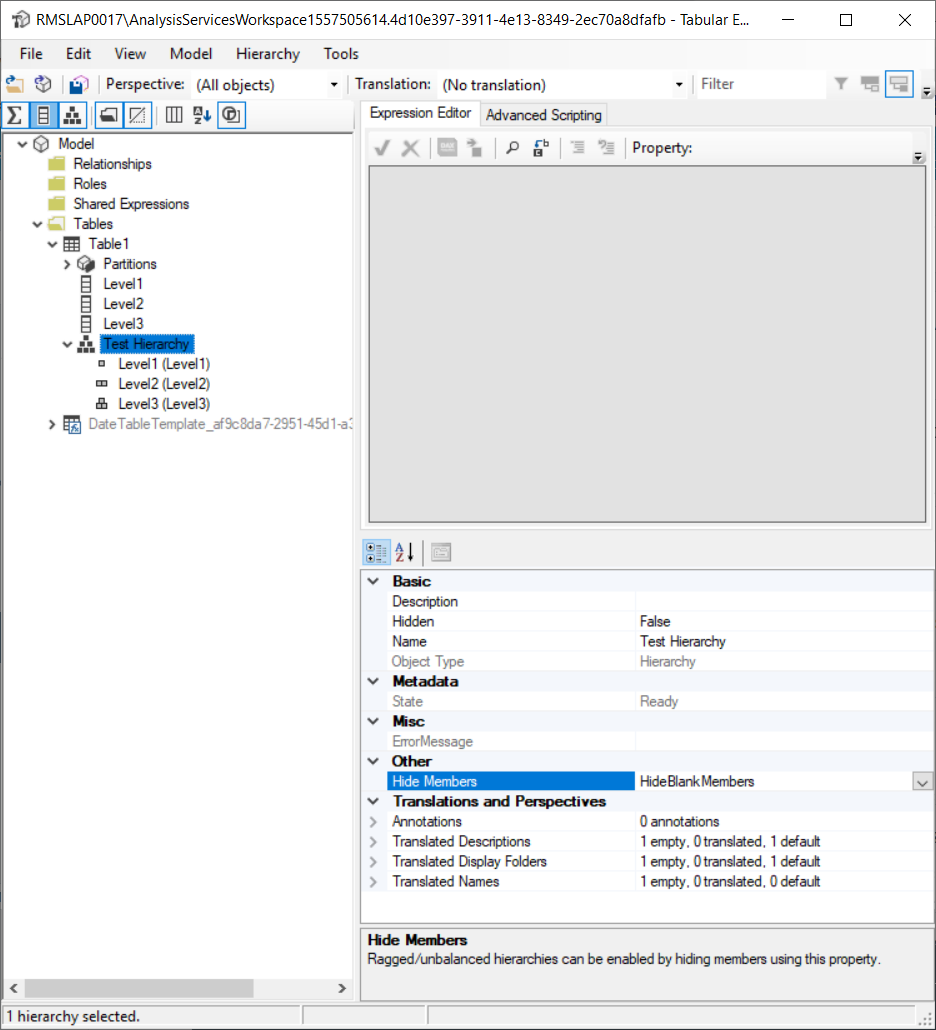 RMSLAP0017\AnalysisServicesWorkspace1557505614.4d10e397-3911-4e13-8349-2ec70a8dfafb - Tabular E...
File Edit View Model Hierarchy Tools
Perspective: (All objects) Translation: (No translation) Filter
Expression Editor Advanced Scripting
Property:
Model
Relationships
Roles
Shared Expressions
Tables
Table1
Partitions
Level1
Level2
Level3
Test Hierarchy
Level1 (Level1)
Level2 (Level2)
Level3 (Level3)
DateTableTemplate_af9c8da7-2951-45d1-a3
Basic
Description
Hidden False
Name Test Hierarchy
Object Type Hierarchy
Metadata
State Ready
Misc
ErrorMessage
Other
Hide Members HideBlankMembers
Translations and Perspectives
Annotations 0 annotations
Translated Descriptions 1 empty, 0 translated, 1 default
Translated Display Folders 1 empty, 0 translated, 1 default
Translated Names 1 empty, 0 translated, 0 default
Hide Members
Ragged/unbalanced hierarchies can be enabled by hiding members using this property.
1 hierarchy selected.